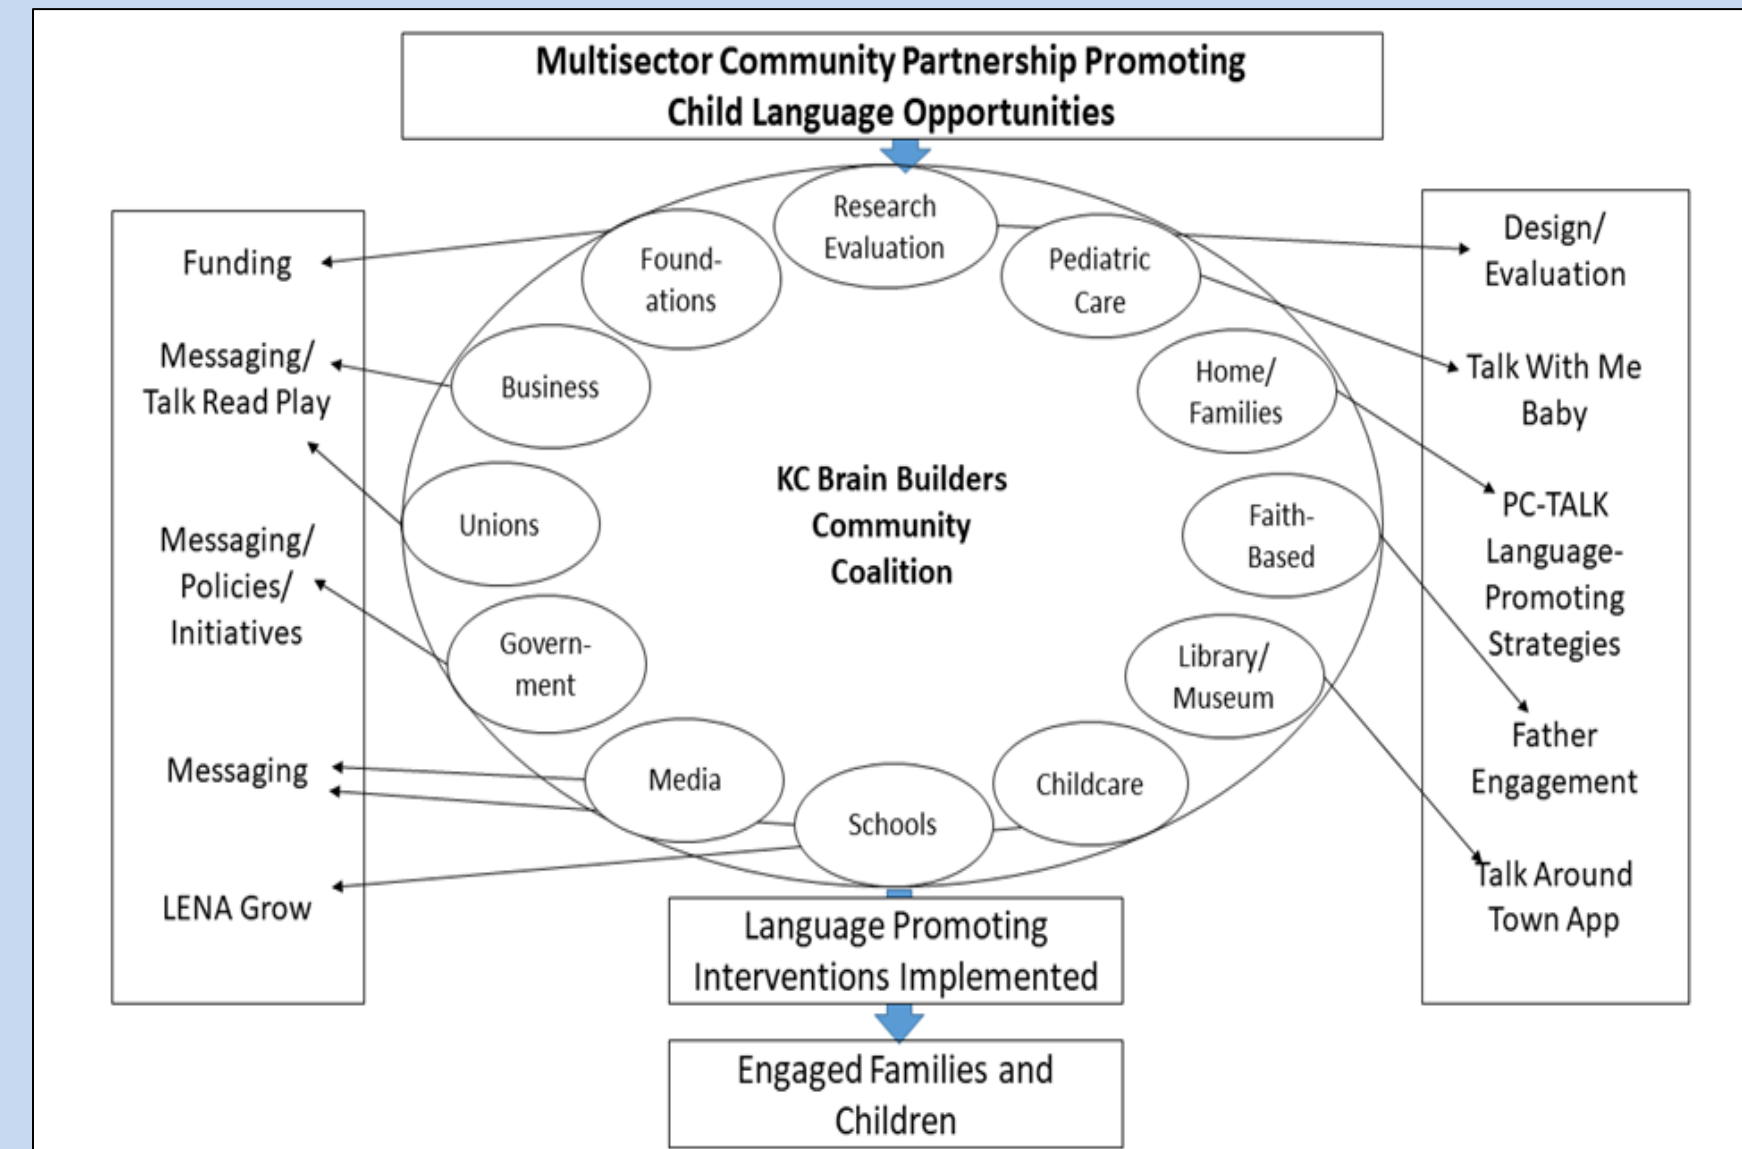 Multisector Community Partnership Promoting
Child Language Opportunities
Funding
Messaging/
Talk Read Play
Messaging/
Policies/
Initiatives
Messaging
LENA Grow
Research
Evaluation
Found-
ations
Pediatric
Care
Business
Home/
Families
Unions
Faith-
Based
Govern-
ment
Library/
Museum
Media
Childcare
Schools
KC Brain Builders
Community
Coalition
Design/
Evaluation
Talk With Me
Baby
PC-TALK
Language-
Promoting
Strategies
Father
Engagement
Talk Around
Town App
Language Promoting
Interventions Implemented
Engaged Families and
Children